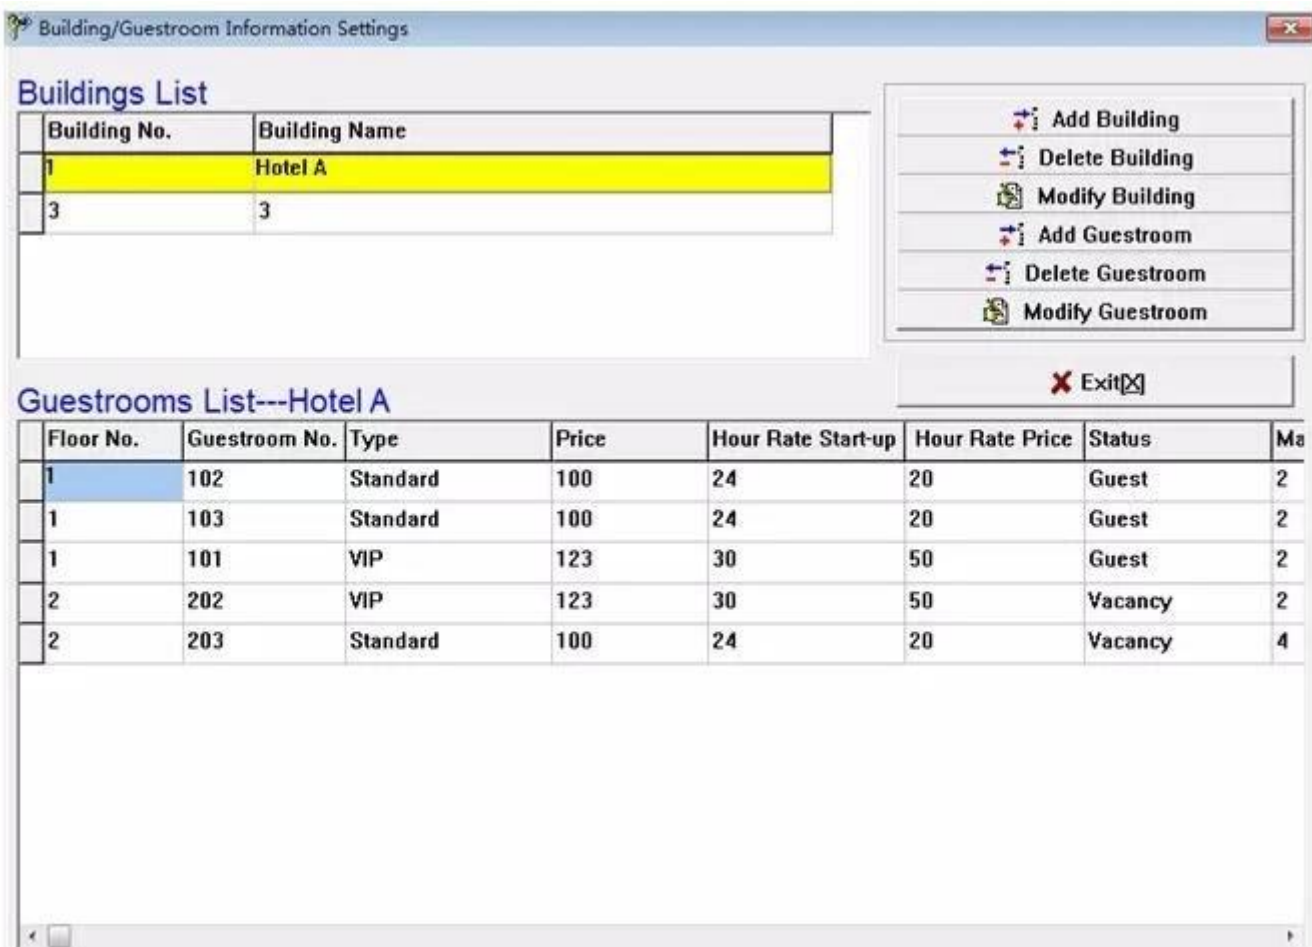 Building/Guestroom Information Settings
Buildings List
Building No. Building Name
1 Hotel A
3 3
Add Building
Delete Building
Modify Building
Add Guestroom
Delete Guestroom
Modify Guestroom
Exit[X]
Guestrooms List---Hotel A
Floor No. Guestroom No. Type Price Hour Rate Start-up Hour Rate Price Status Ma
1 102 Standard 100 24 20 Guest 2
1 103 Standard 100 24 20 Guest 2
1 101 VIP 123 30 50 Guest 2
2 202 VIP 123 30 50 Vacancy 2
2 203 Standard 100 24 20 Vacancy 4